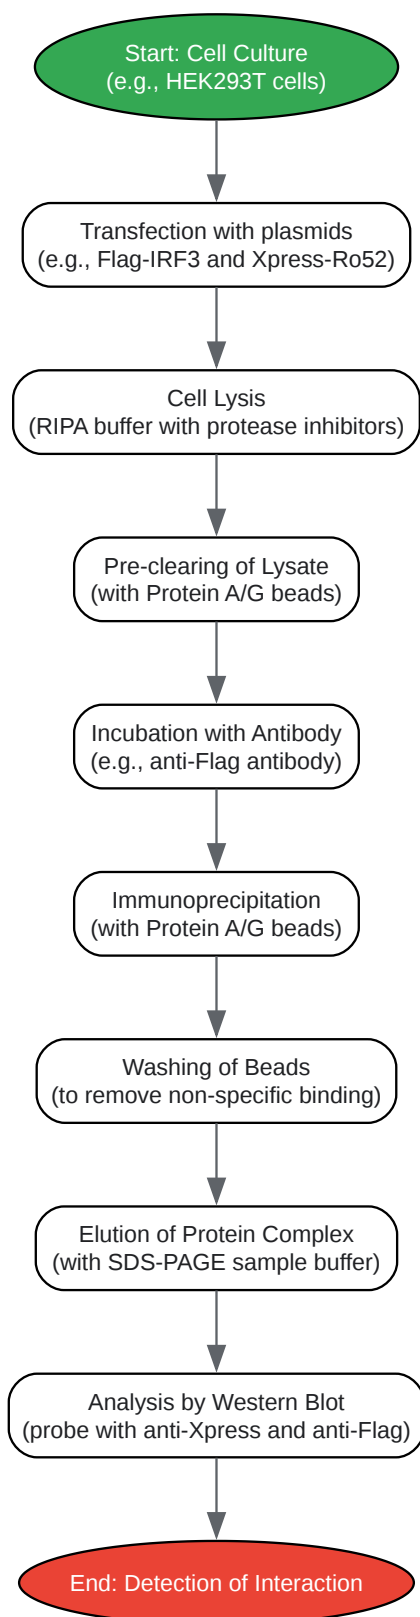 Start: Cell Culture
(e.g., HEK293T cells)
Transfection with plasmids
(e.g., Flag-IRF3 and Xpress-Ro52)
Cell Lysis
(RIPA buffer with protease inhibitors)
Pre-clearing of Lysate
(with Protein A/G beads)
Incubation with Antibody
(e.g., anti-Flag antibody)
Immunoprecipitation
(with Protein A/G beads)
Washing of Beads
(to remove non-specific binding)
Elution of Protein Complex
(with SDS-PAGE sample buffer)
Analysis by Western Blot
(probe with anti-Xpress and anti-Flag)
End: Detection of Interaction